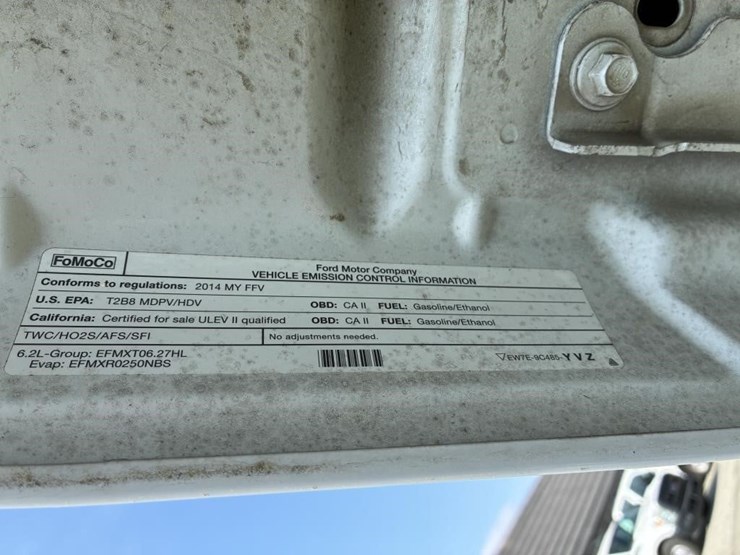 FoMoCo
Ford Motor Company
VEHICLE EMISSION CONTROL INFORMATION
Conforms to regulations: 2014 MY FFV
U.S. EPA: T2B8 MDPV/HDV OBD: CA II FUEL: Gasoline/Ethanol
California: Certified for sale ULEV II qualified OBD: CA II FUEL: Gasoline/Ethanol
TWC/HO2S/AFS/SFI No adjustments needed.
6.2L-Group: EFMXT06.27HL
Evap: EFMXR0250NBS
EW7E-9C485-YVZ